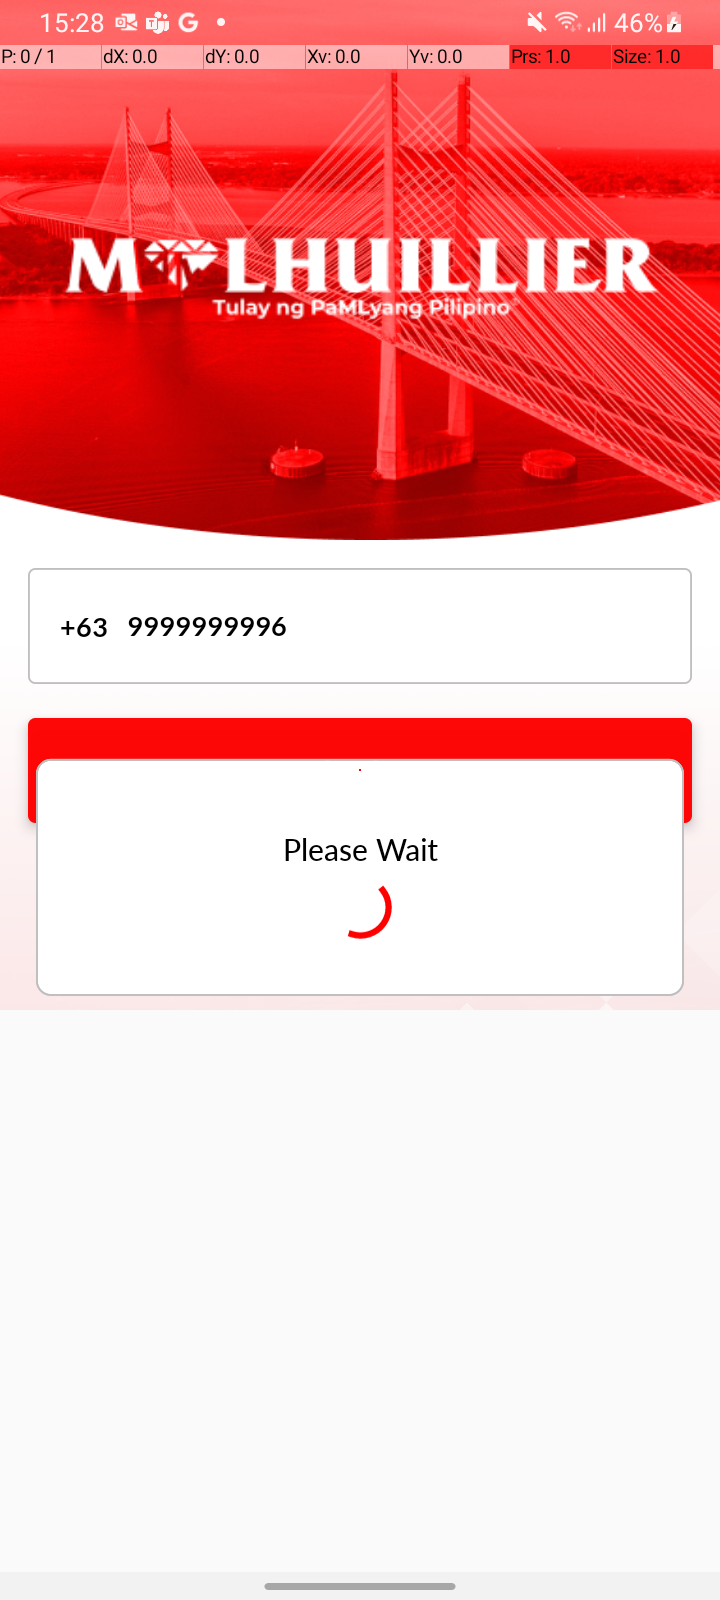 15:28 46%
P: 0 / 1 dX: 0.0 dY: 0.0 Xv: 0.0 Yv: 0.0 Prs: 1.0 Size: 1.0
M LHUILLIER
Tulay ng PaMLyang Pilipino
+63 9999999996
Please Wait